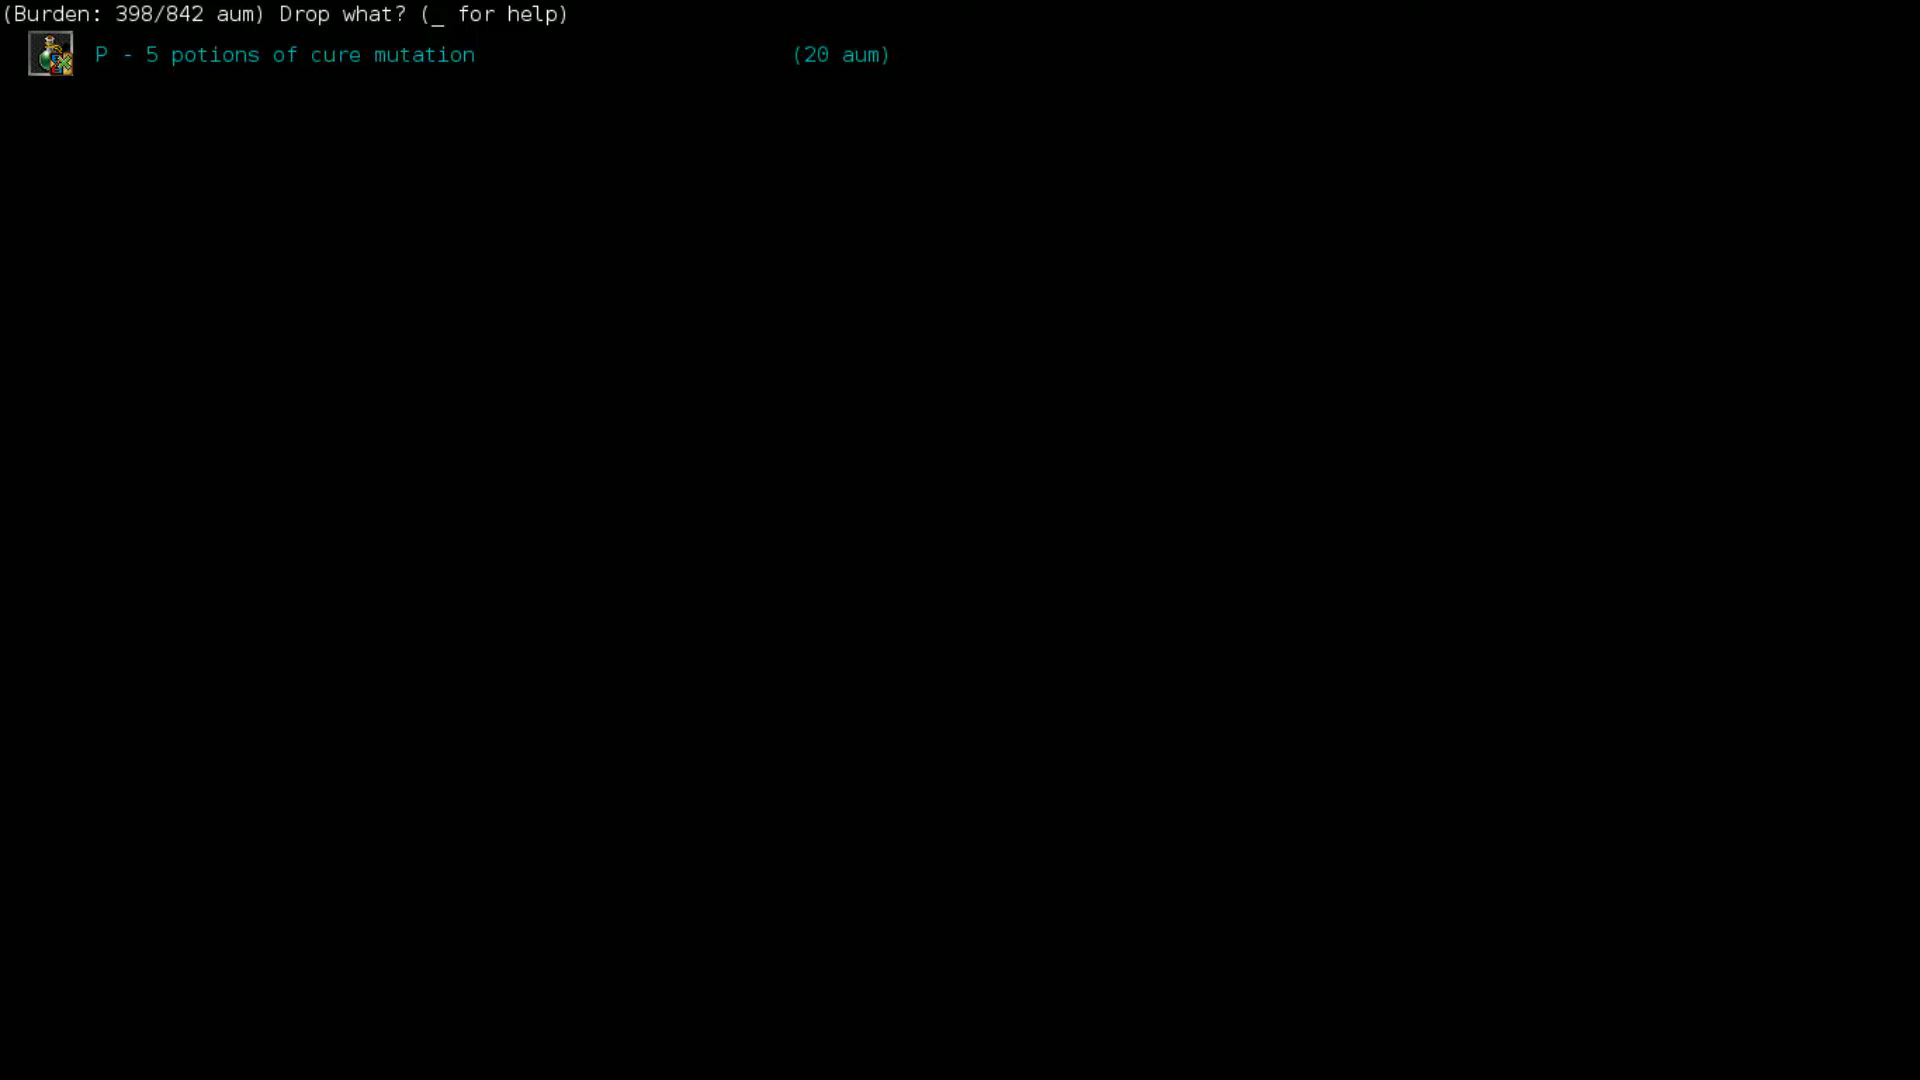 (Burden: 398/842 aum) Drop what? (_ for help)
P - 5 potions of cure mutation (20 aum)